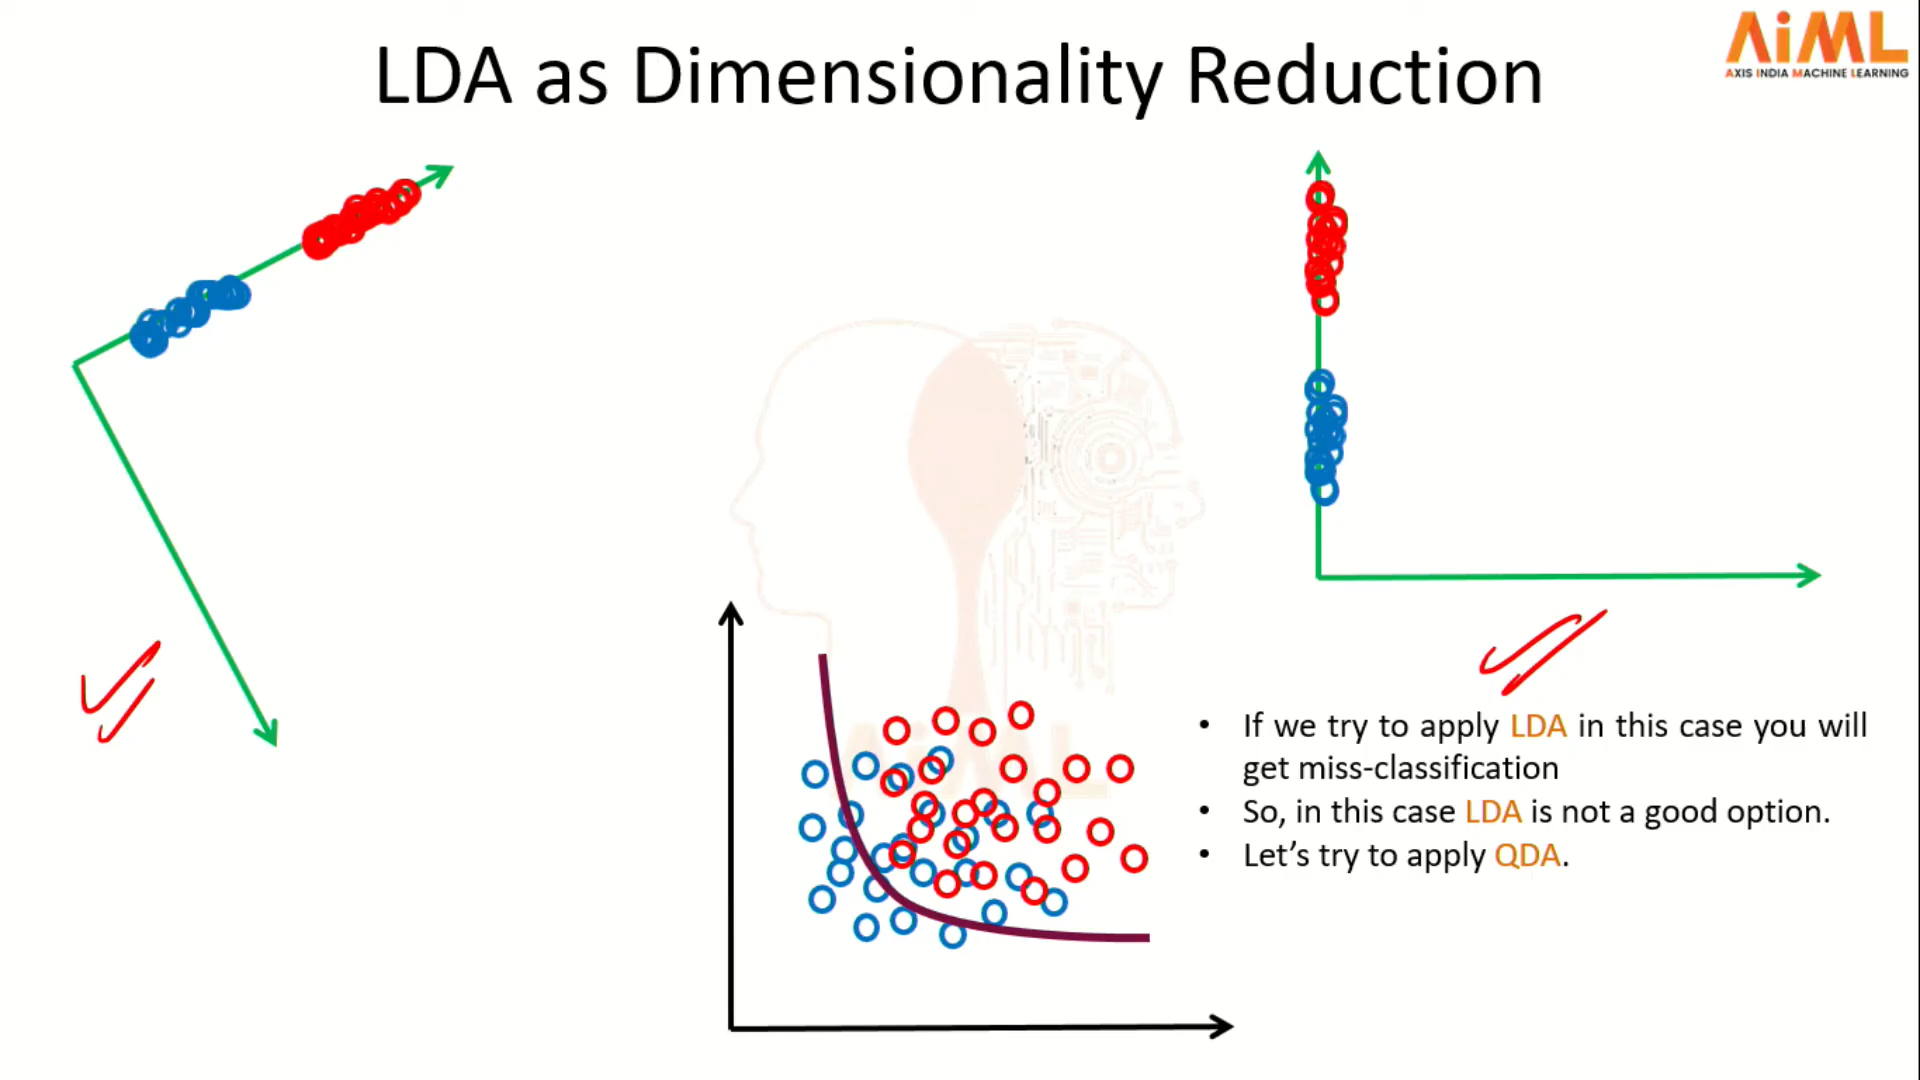 LDA as Dimensionality Reduction
AiML
AXIS INDIA MACHINE LEARNING
AiML
• If we try to apply LDA in this case you will
get miss-classification
• So, in this case LDA is not a good option.
• Let's try to apply QDA.